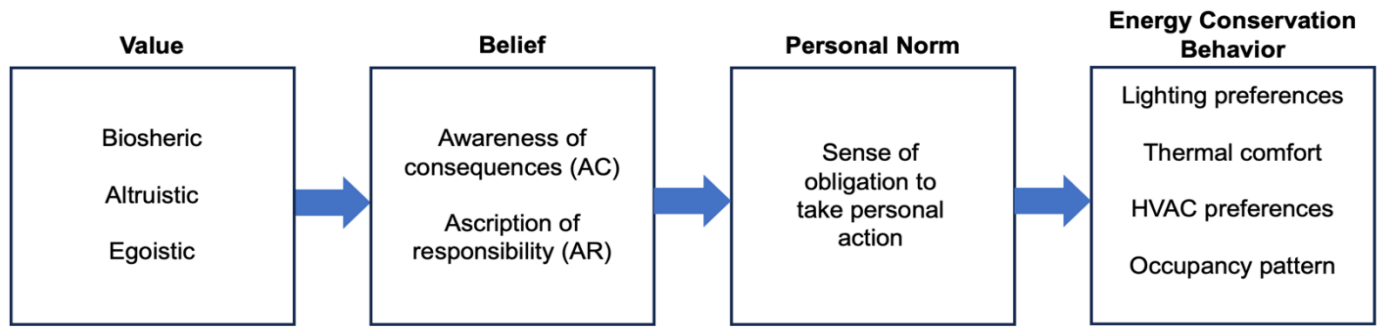 Value
Biosheric
Altruistic
Egoistic
Belief
Awareness of
consequences (AC)
Ascription of
responsibility (AR)
Personal Norm
Sense of
obligation to
take personal
action
Energy Conservation
Behavior
Lighting preferences
Thermal comfort
HVAC preferences
Occupancy pattern